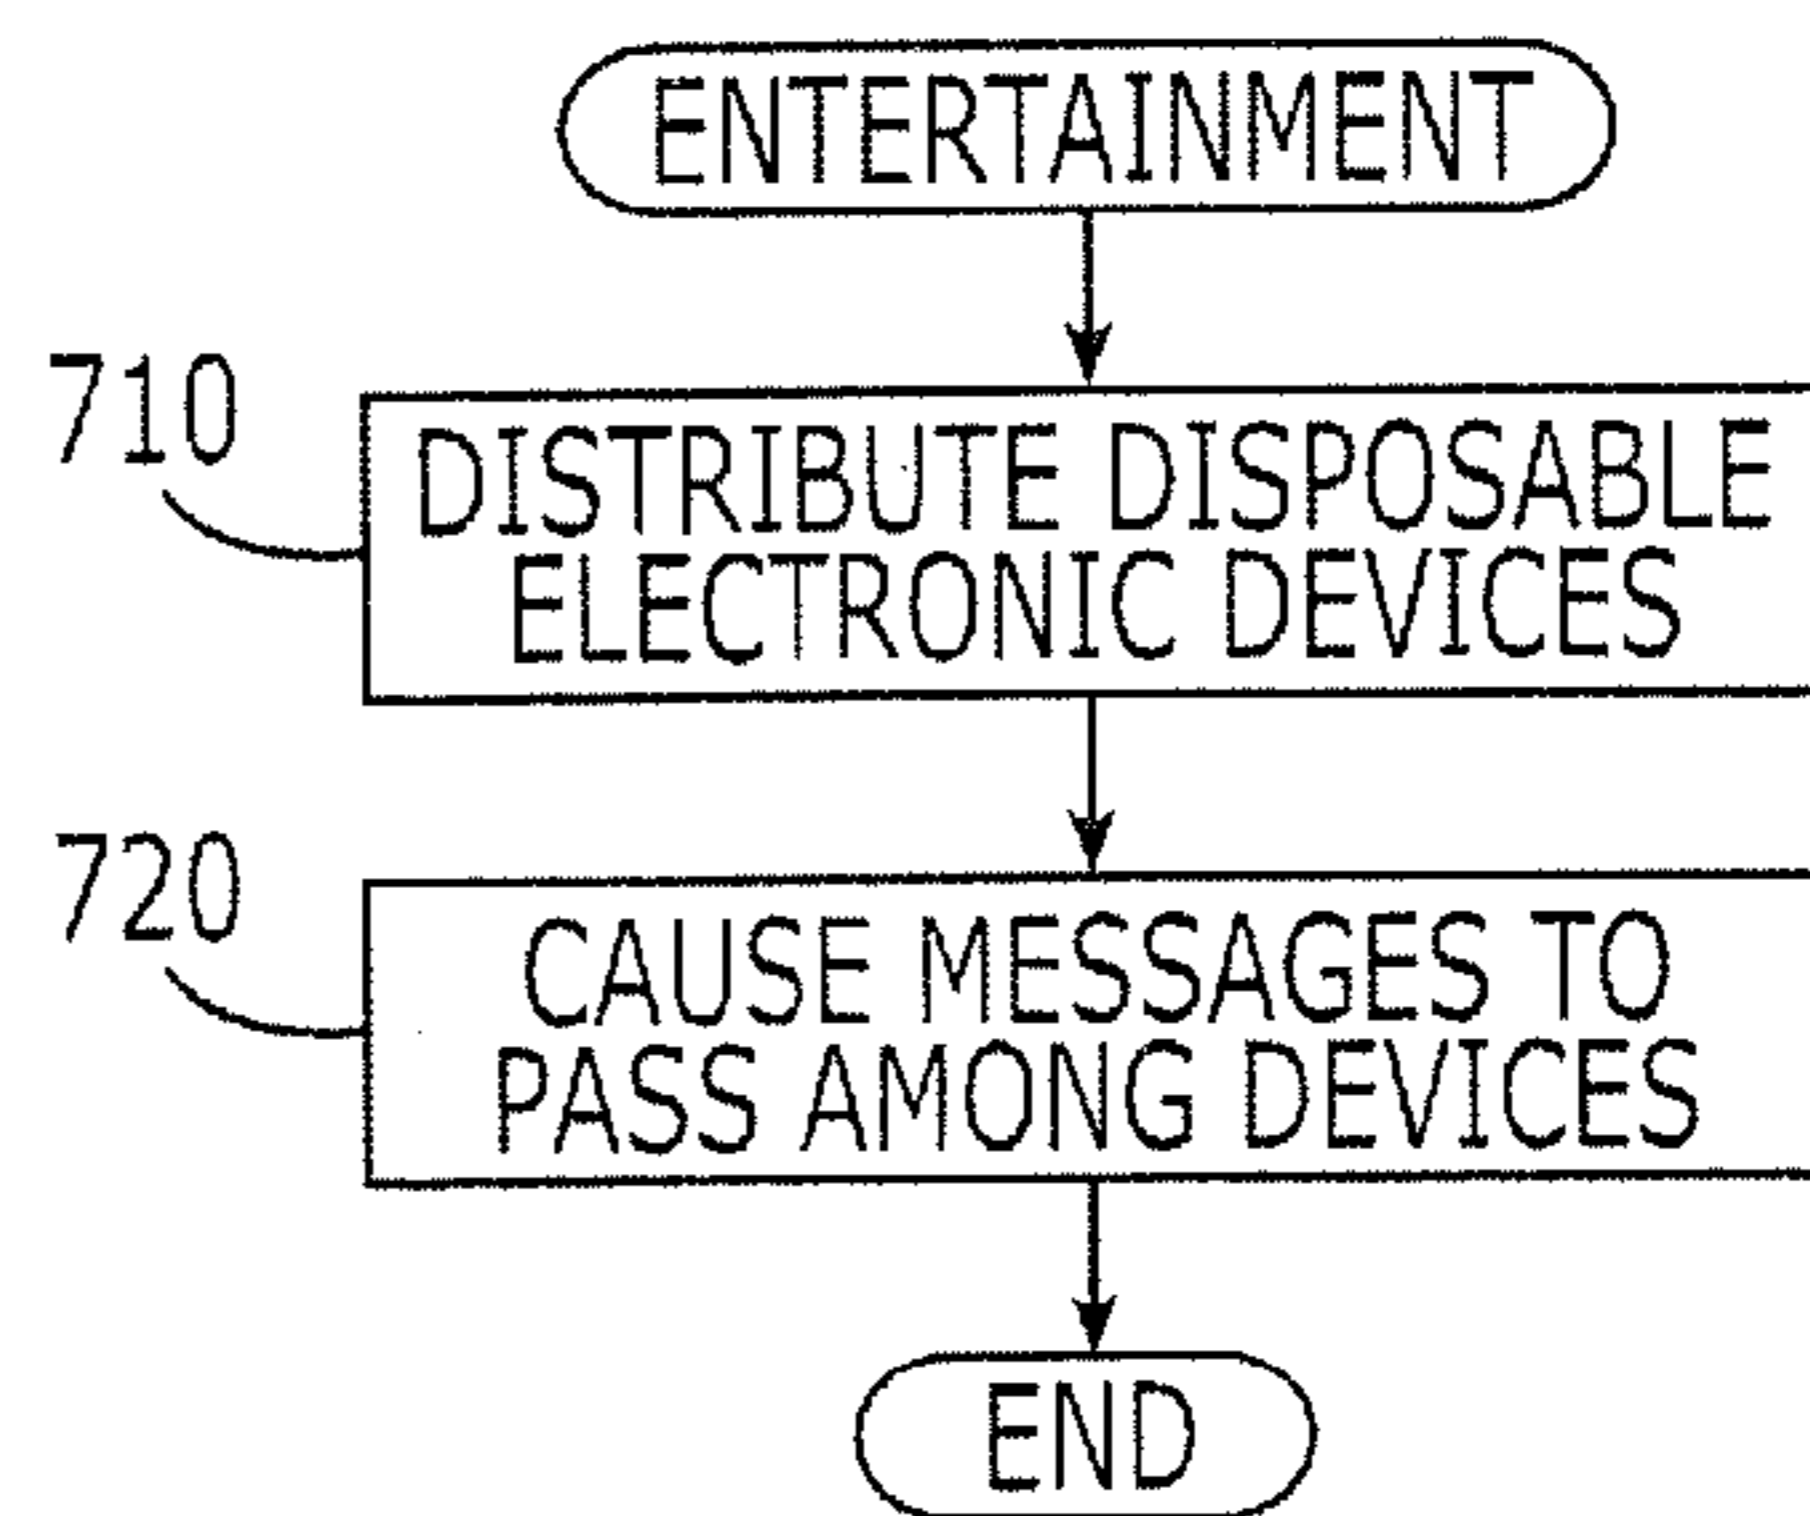 ENTERTAINMENT
710
DISTRIBUTE DISPOSABLE
ELECTRONIC DEVICES
720
CAUSE MESSAGES TO
PASS AMONG DEVICES
END